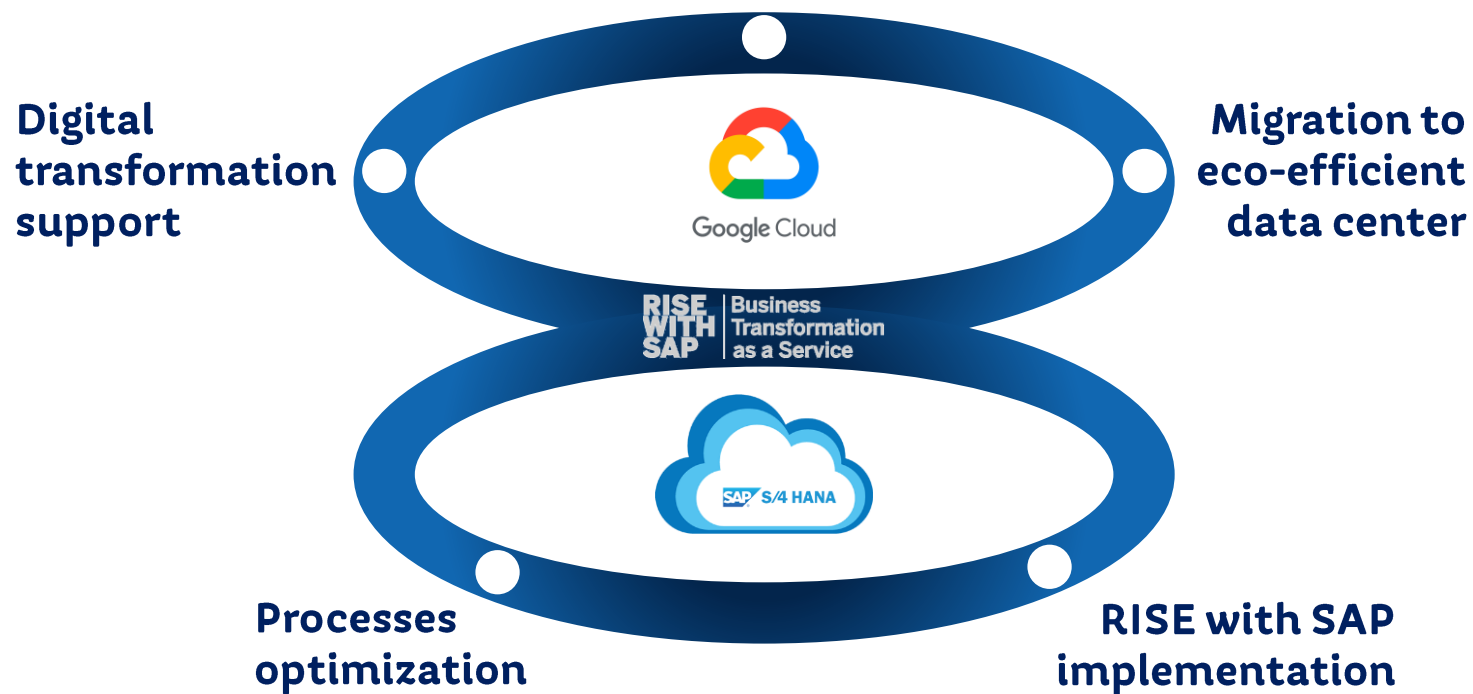 Digital
transformation
support
Migration to
eco-efficient
data center
Google Cloud
RISE
WITH
SAP
Business
Transformation
as a Service
SAP S/4 HANA
Processes
optimization
RISE with SAP
implementation